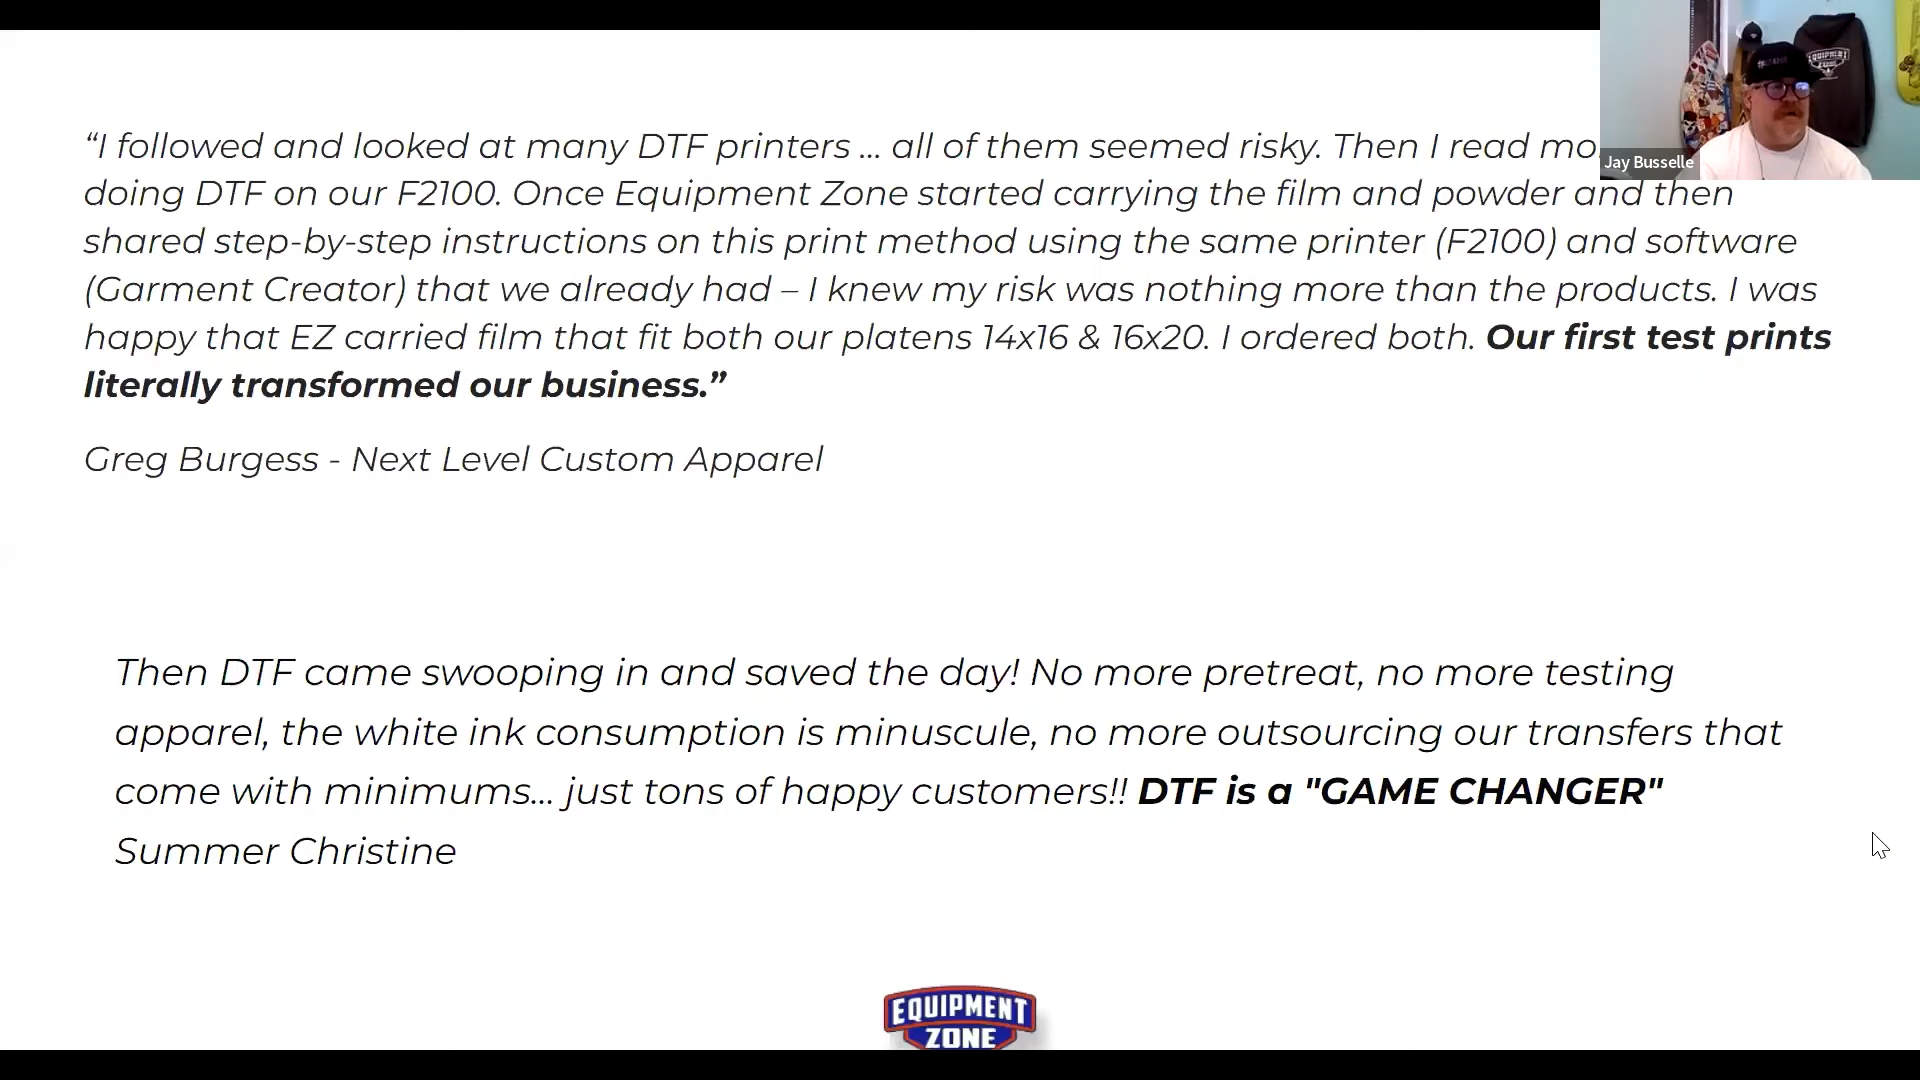 “I followed and looked at many DTF printers ... all of them seemed risky. Then I read
doing DTF on our F2100. Once Equipment Zone started carrying the film and powder and then
shared step-by-step instructions on this print method using the same printer (F2100) and software
(Garment Creator) that we already had – I knew my risk was nothing more than the products. I was
happy that EZ carried film that fit both our platens 14x16 & 16x20. I ordered both. Our first test prints
literally transformed our business.”
Greg Burgess - Next Level Custom Apparel
Then DTF came swooping in and saved the day! No more pretreat, no more testing
apparel, the white ink consumption is minuscule, no more outsourcing our transfers that
come with minimums... just tons of happy customers!! DTF is a "GAME CHANGER"
Summer Christine
EQUIPMENT
ZONE
Jay Busselle
EQUIPMENT
ZONE